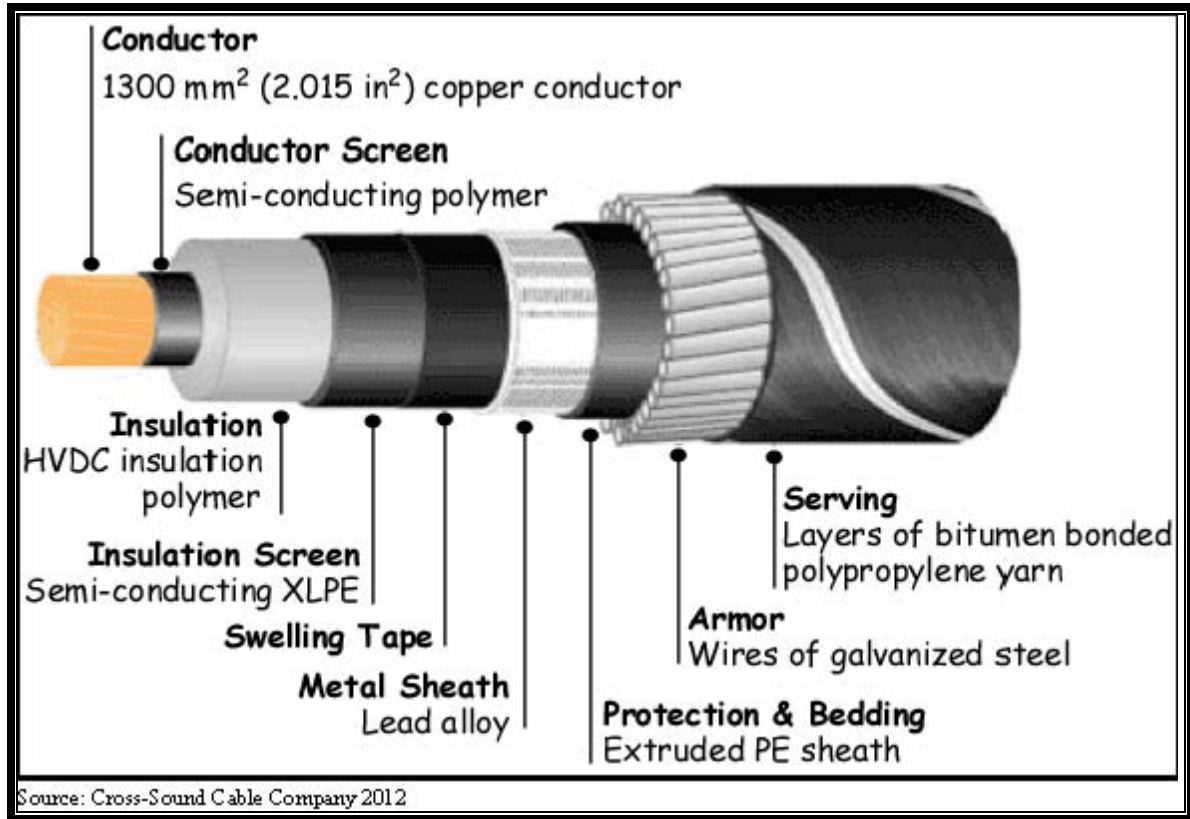 Conductor
1300 mm² (2.015 in²) copper conductor
Conductor Screen
Semi-conducting polymer
Insulation
HVDC insulation
polymer
Insulation Screen
Semi-conducting XLPE
Swelling Tape
Metal Sheath
Lead alloy
Serving
Layers of bitumen bonded
polypropylene yarn
Armor
Wires of galvanized steel
Protection & Bedding
Extruded PE sheath
Source: Cross-Sound Cable Company 2012